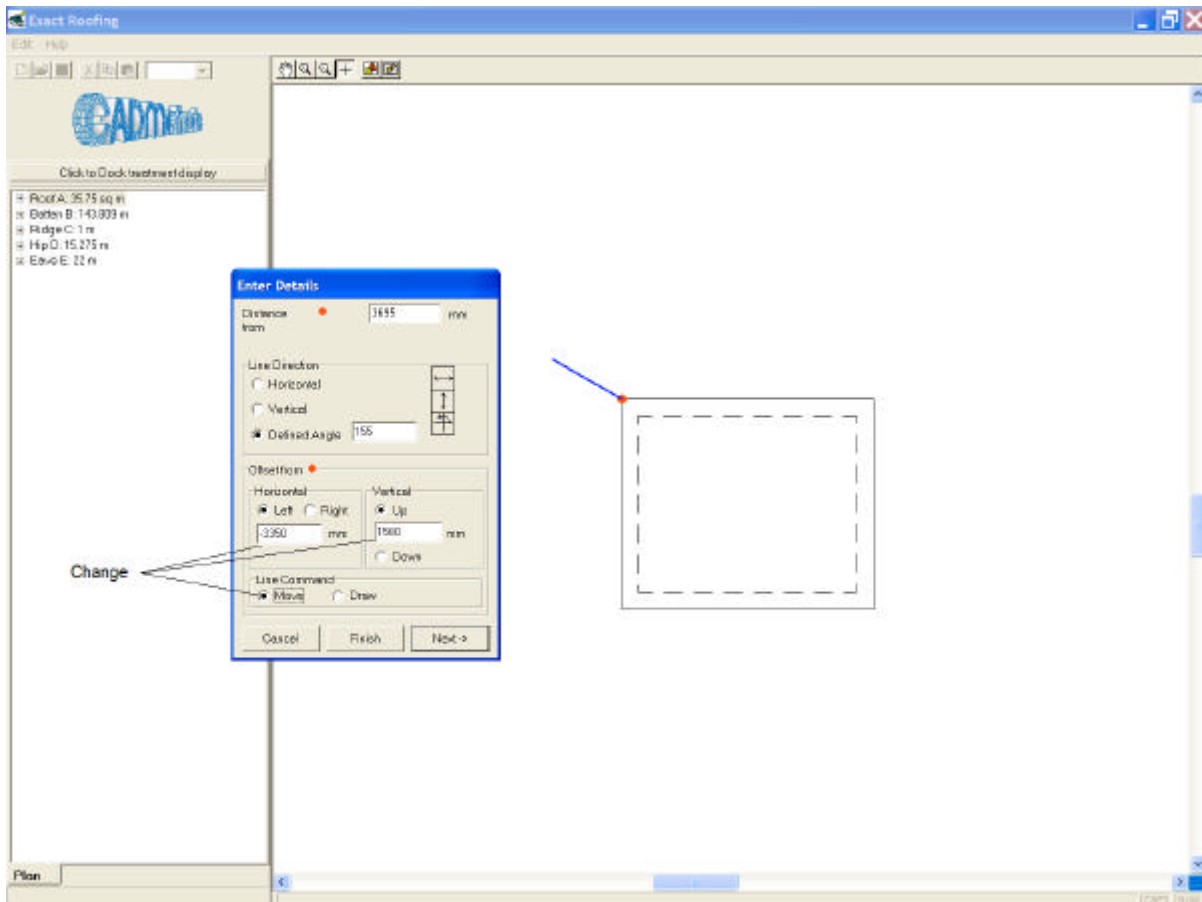 Exact Roofing
Edit Help
Click to Dock treatment display
Roof A: 35.75 sq m
Batten B: 143.809 m
Ridge C: 1 m
Hip D: 15.275 m
Eave E: 22 m
Enter Details
Distance from
3695 mm
Line Direction
Horizontal
Vertical
Defined Angle 155
Offset from
Horizontal
Left Right
-3350 mm
Vertical
Up
1560 mm
Down
Change
Line Command
Move Draw
Cancel Finish Next ->
Plan